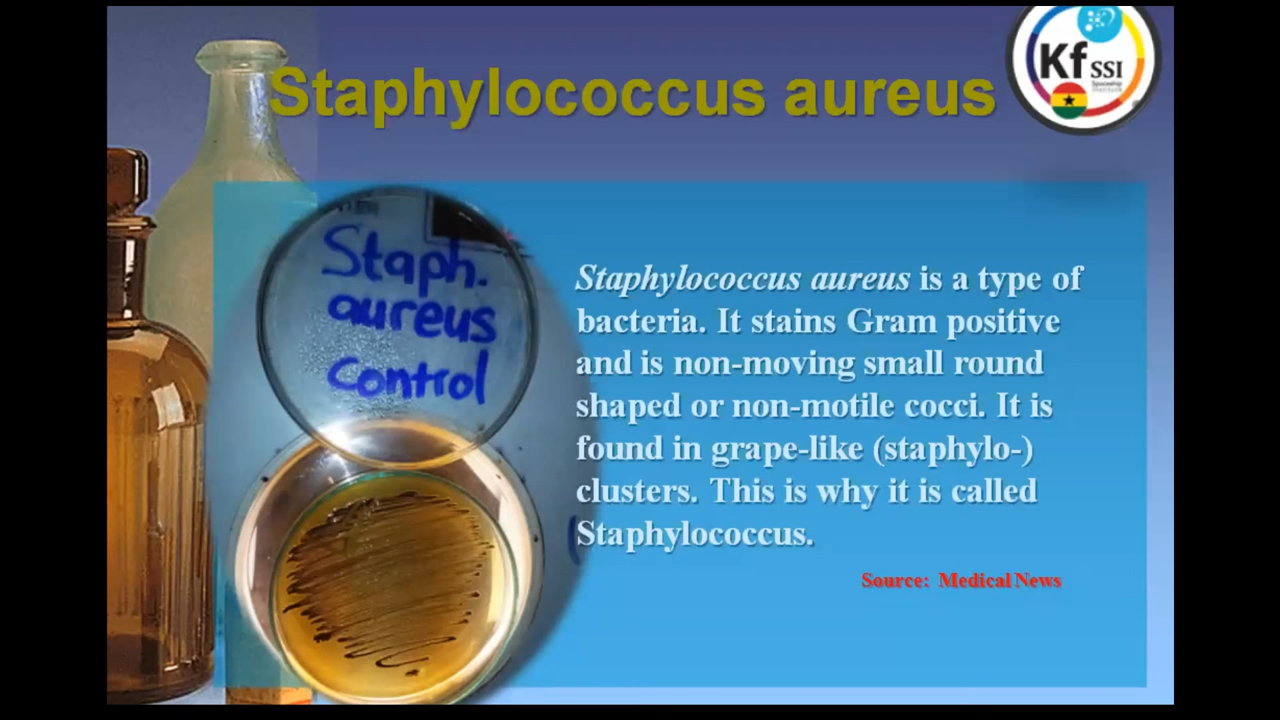 Staphylococcus aureus
Kf SSI
Spaceship
Institute
Staph.
aureus
control
Staphylococcus aureus is a type of
bacteria. It stains Gram positive
and is non-moving small round
shaped or non-motile cocci. It is
found in grape-like (staphylo-)
clusters. This is why it is called
Staphylococcus.
Source: Medical News